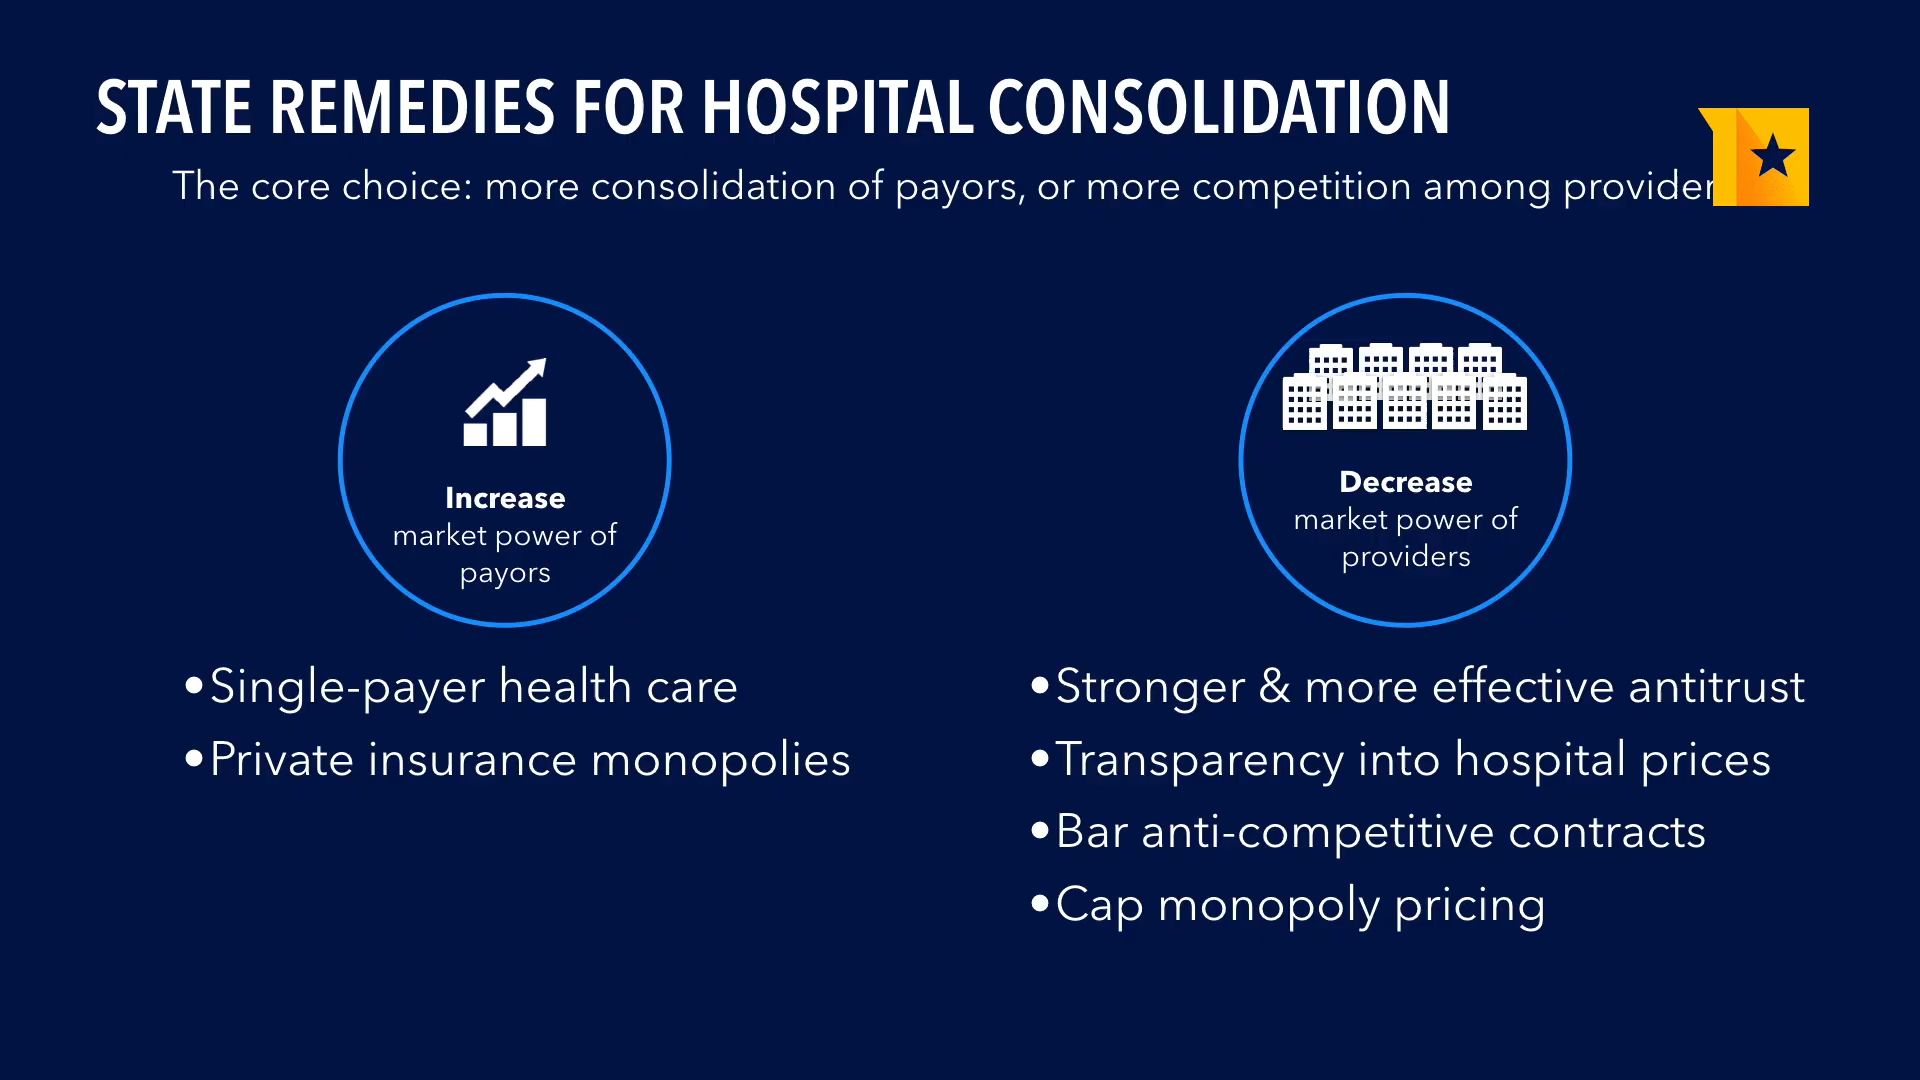 STATE REMEDIES FOR HOSPITAL CONSOLIDATION
The core choice: more consolidation of payors, or more competition among
Increase
market power of
payors
Decrease
market power of
providers
•Single-payer health care
•Private insurance monopolies
•Stronger & more effective antitrust
•Transparency into hospital prices
•Bar anti-competitive contracts
•Cap monopoly pricing